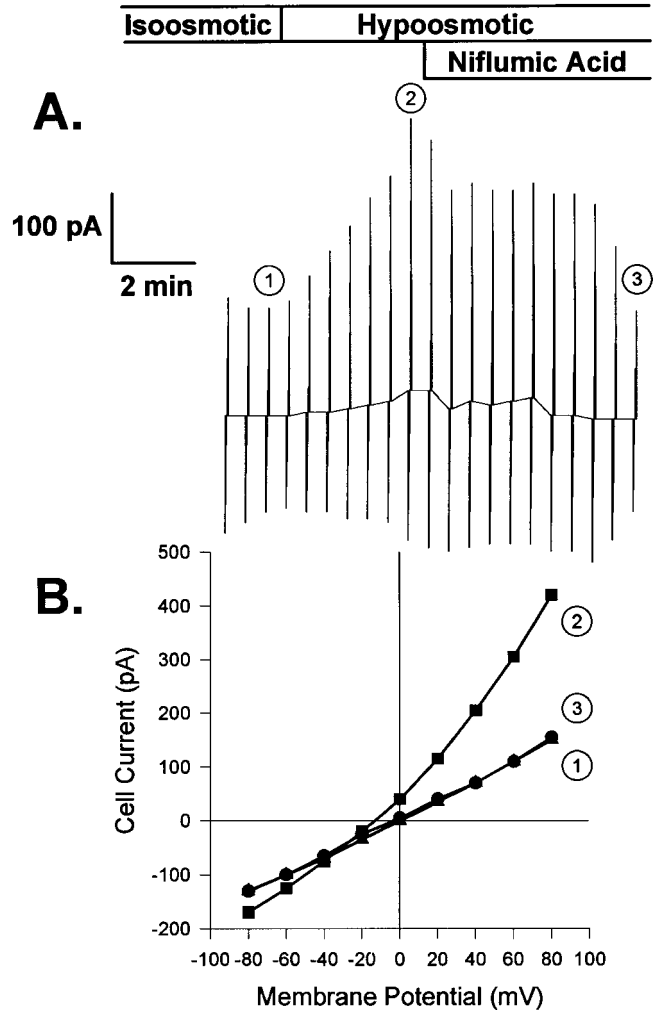 Isoosmotic Hypoosmotic
Niflumic Acid
A.
2
100 pA
2 min
1
3
B.
500
400
300
200
100
0
-100
-200
Cell Current (pA)
2
3
1
-100 -80 -60 -40 -20 0 20 40 60 80 100
Membrane Potential (mV)